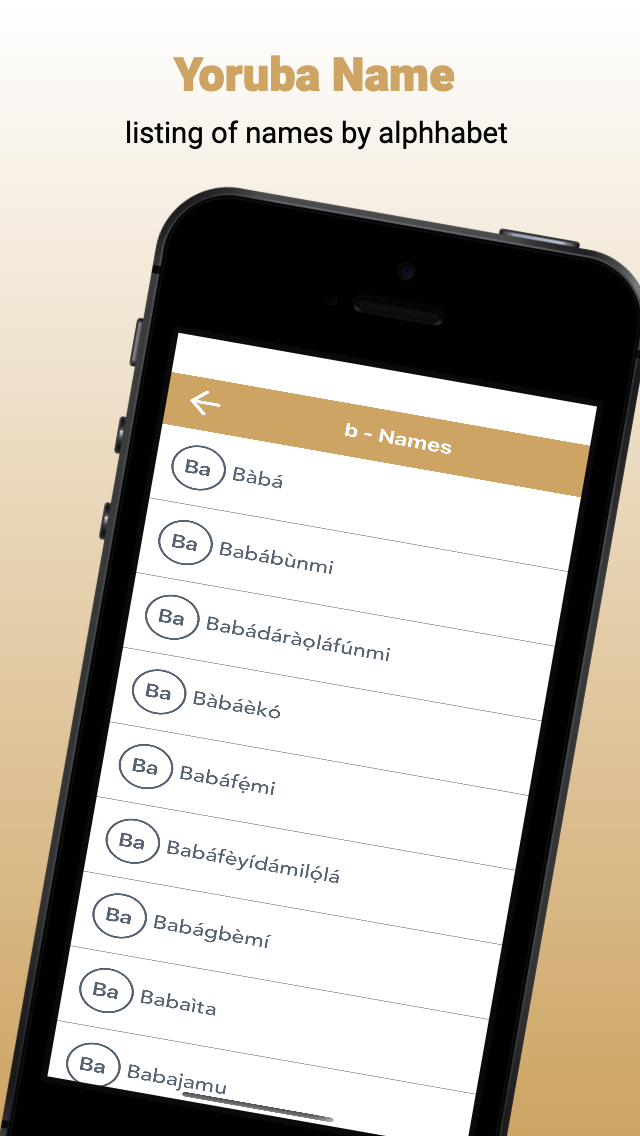 Yoruba Name
listing of names by alphhabet
b - Names
Ba Bàbá
Ba Babábùnmi
Ba Babádáràọláfúnmi
Ba Bàbáèkó
Ba Babáfẹ́mi
Ba Babáfèyídámilọ́lá
Ba Babágbèmí
Ba Babaìta
Ba Babajamu